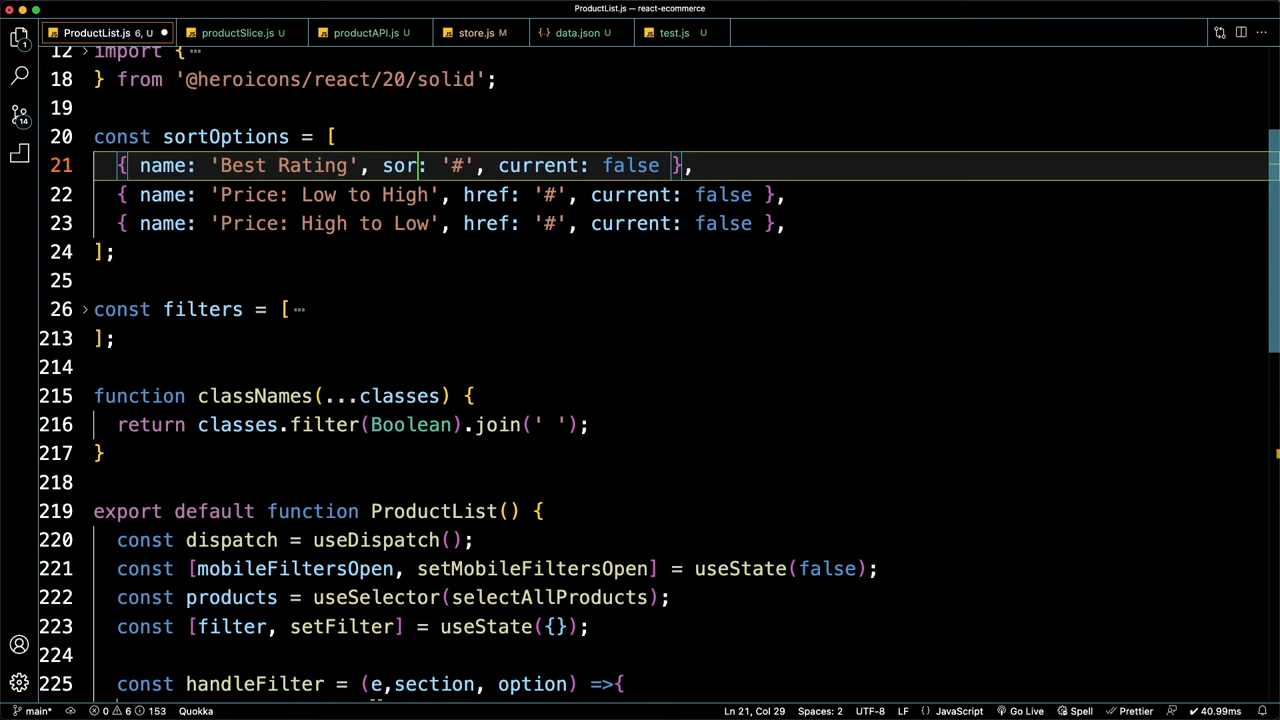 ProductList.js — react-ecommerce
ProductList.js 6, U
productSlice.js U
productAPI.js U
store.js M
data.json U
test.js U
12 import {
18 } from '@heroicons/react/20/solid';
19
20 const sortOptions = [
21 { name: 'Best Rating', sor: '#', current: false },
22 { name: 'Price: Low to High', href: '#', current: false },
23 { name: 'Price: High to Low', href: '#', current: false },
24 ];
25
26 const filters = [
213 ];
214
215 function classNames(...classes) {
216 return classes.filter(Boolean).join(' ');
217 }
218
219 export default function ProductList() {
220 const dispatch = useDispatch();
221 const [mobileFiltersOpen, setMobileFiltersOpen] = useState(false);
222 const products = useSelector(selectAllProducts);
223 const [filter, setFilter] = useState({});
224
225 const handleFilter = (e,section, option) =>{
1
14
main* 0 6 153 Quokka Ln 21, Col 29 Spaces: 2 UTF-8 LF { } JavaScript Go Live Spell Prettier 40.99ms